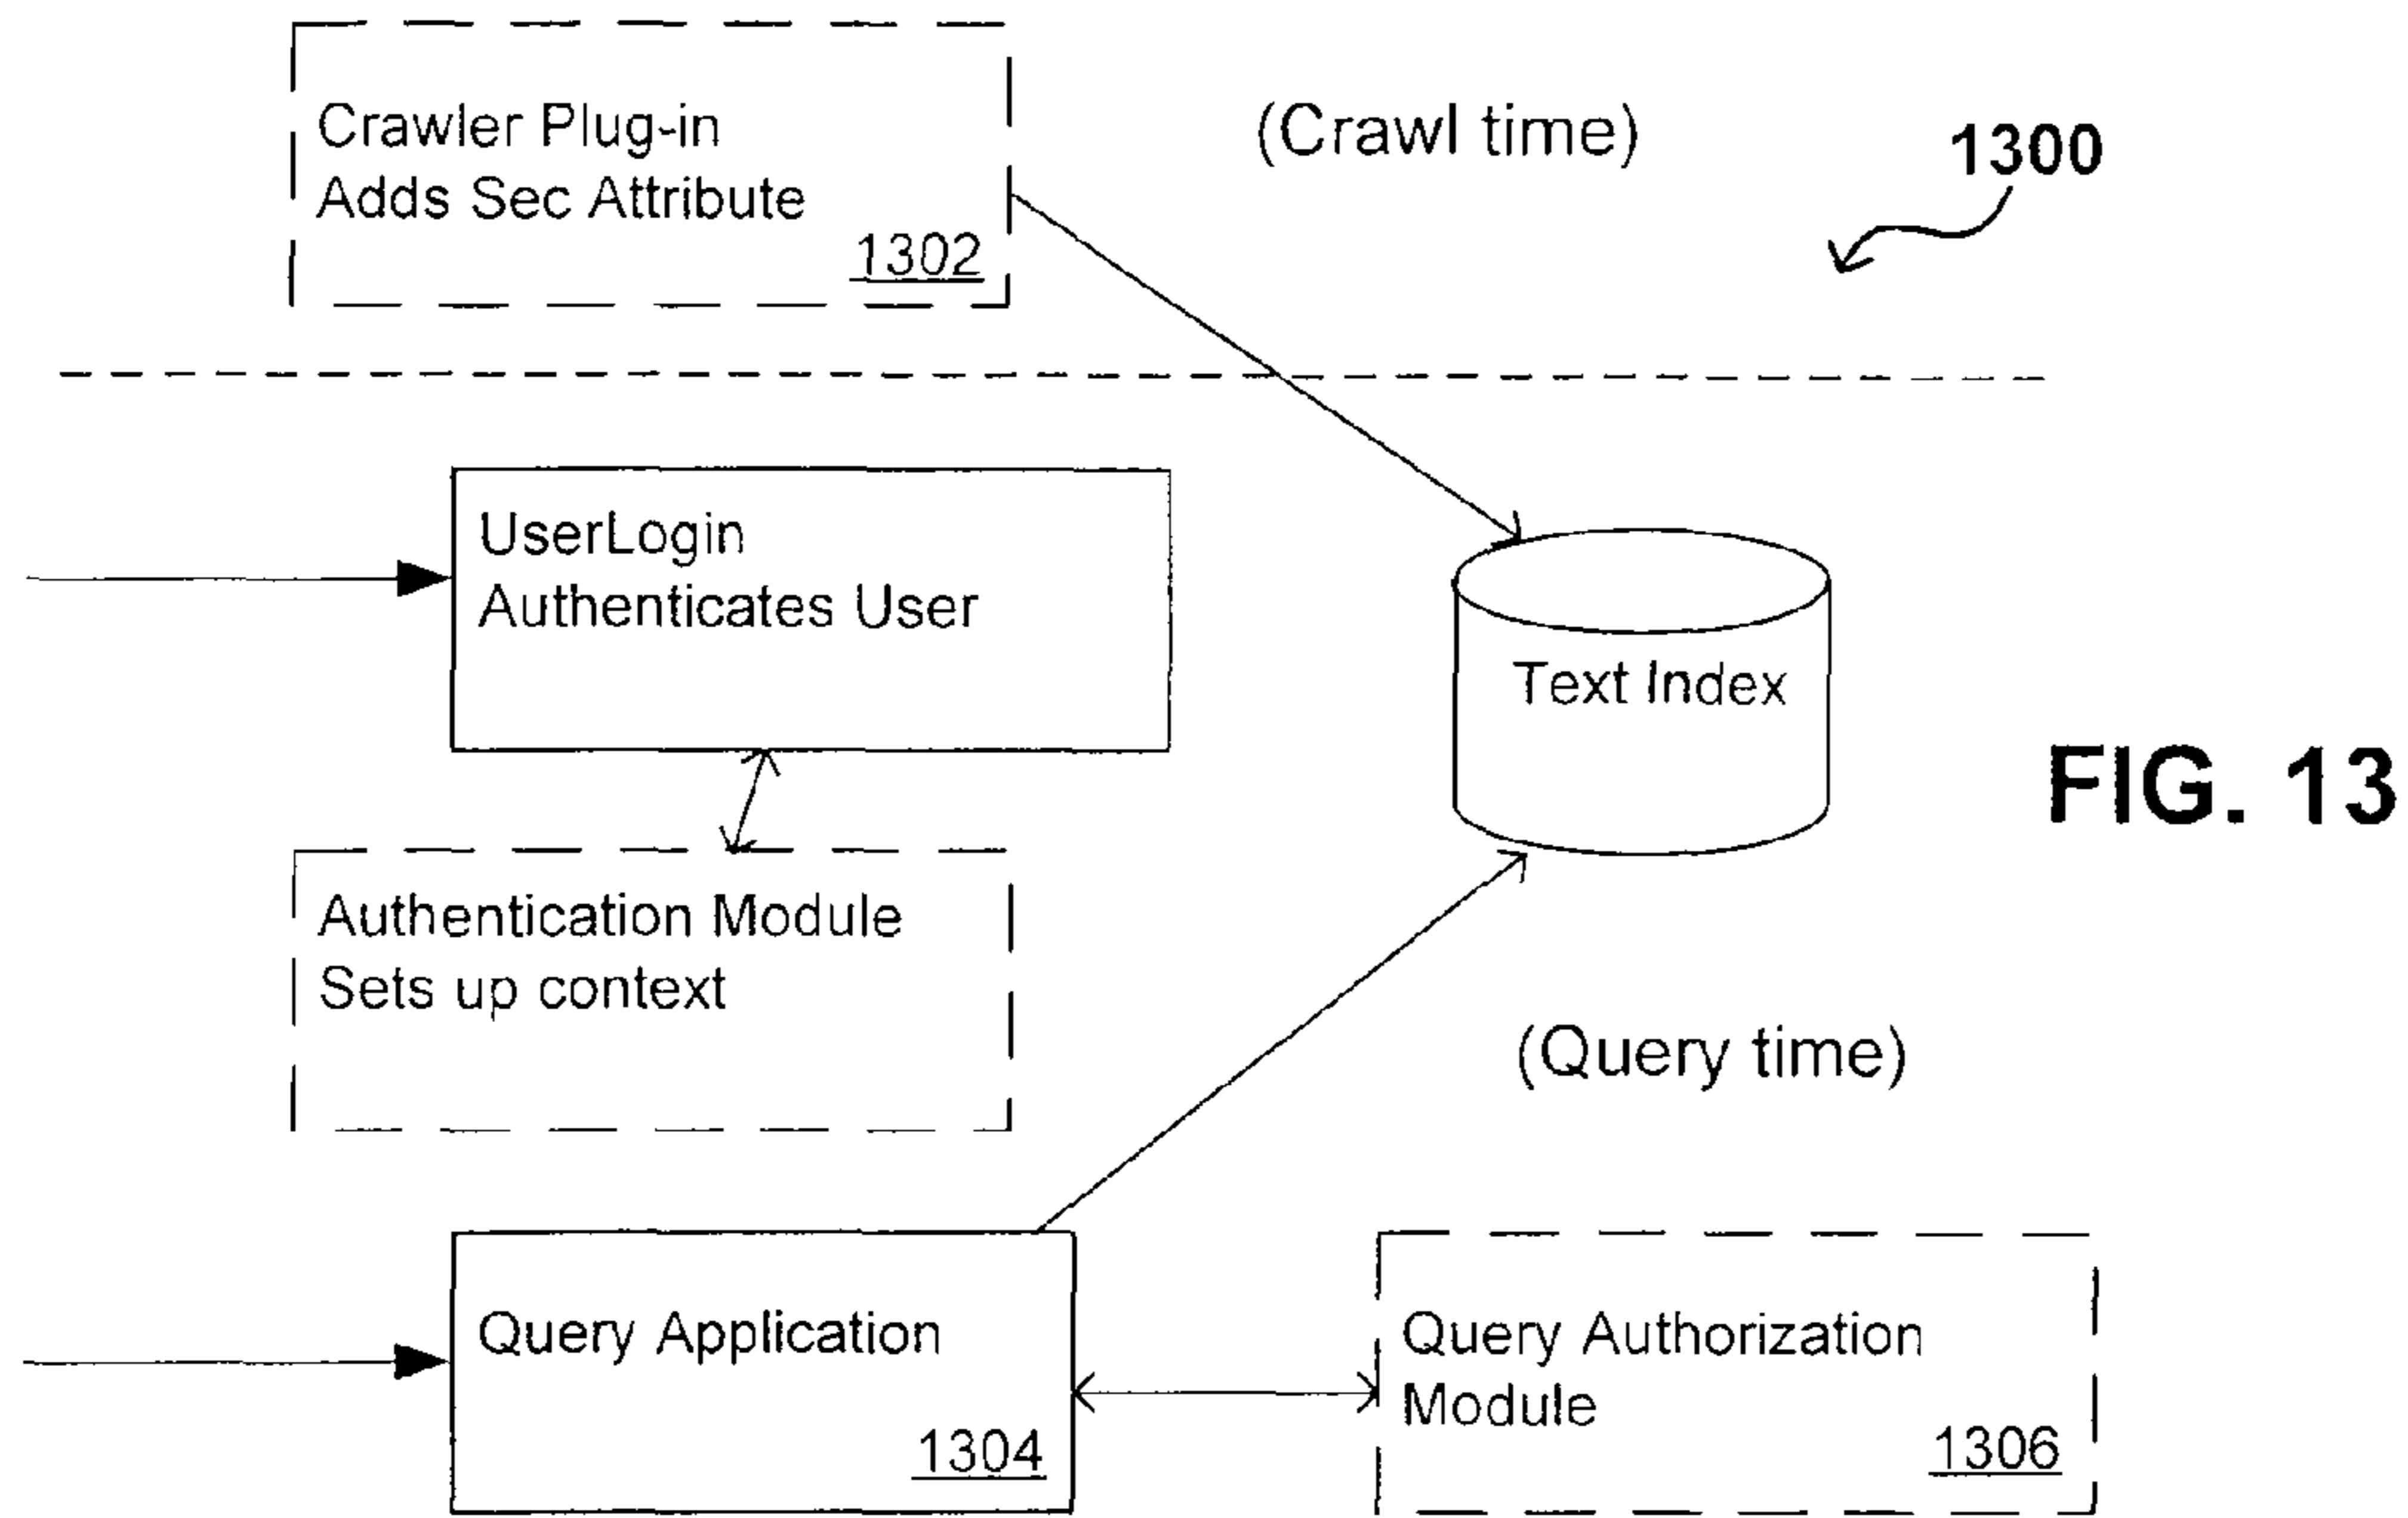 Crawler Plug-in
Adds Sec Attribute
1302
(Crawl time)
1300
UserLogin
Authenticates User
Text Index
FIG. 13
Authentication Module
Sets up context
(Query time)
Query Application
1304
Query Authorization
Module
1306